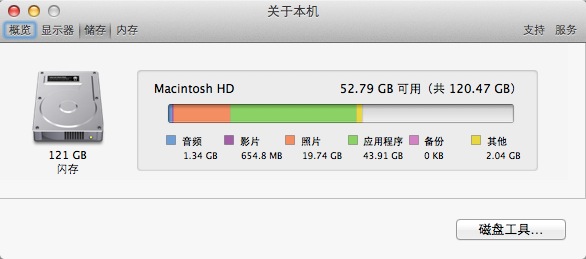 关于本机
概览 显示器 储存 内存 支持 服务
Macintosh HD 52.79 GB 可用（共 120.47 GB）
音频 影片 照片 应用程序 备份 其他
1.34 GB 654.8 MB 19.74 GB 43.91 GB 0 KB 2.04 GB
121 GB
闪存
磁盘工具...